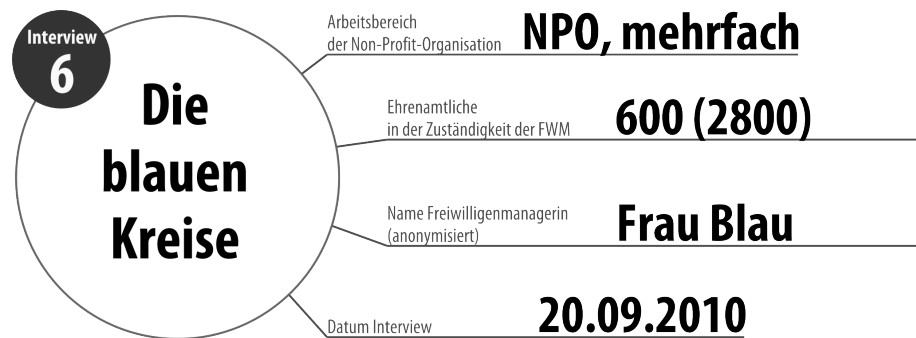 Interview
6
Die
blauen
Kreise
Arbeitsbereich
der Non-Profit-Organisation NPO, mehrfach
Ehrenamtliche
in der Zuständigkeit der FWM 600 (2800)
Name Freiwilligenmanagerin
(anonymisiert) Frau Blau
Datum Interview 20.09.2010